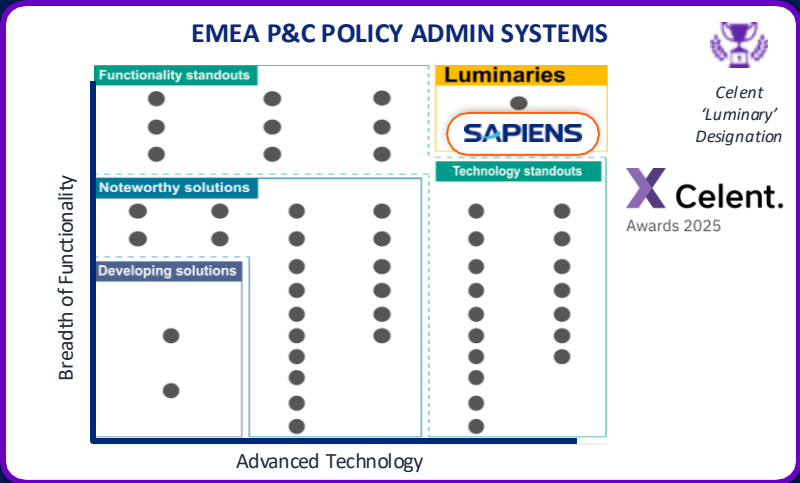 EMEA P&C POLICY ADMIN SYSTEMS
Functionality standouts
Luminaries
SAPIENS
Celent
‘Luminary’
Designation
Technology standouts
Noteworthy solutions
Celent.
Awards 2025
Developing solutions
Breadth of Functionality
Advanced Technology